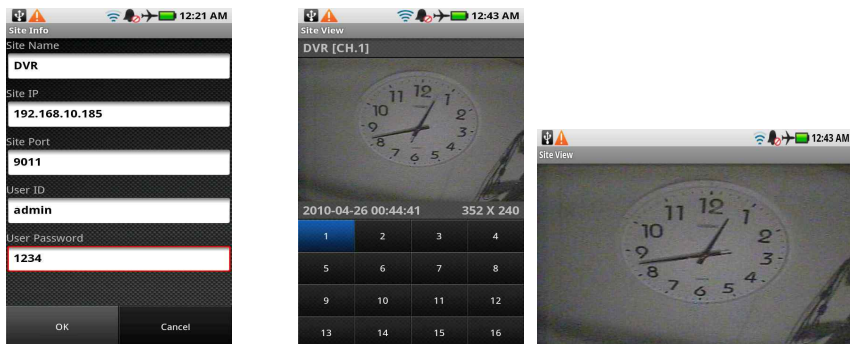 12:21 AM
Site Info
Site Name
DVR
Site IP
192.168.10.185
Site Port
9011
User ID
admin
User Password
1234
OK Cancel
12:43 AM
Site View
DVR [CH.1]
11 12 1
10 2
9 3
8 4
7 6 5
2010-04-26 00:44:41 352 X 240
1 2 3 4
5 6 7 8
9 10 11 12
13 14 15 16
12:43 AM
Site View
11 12 1
10 2
9 3
8 4
7 6 5